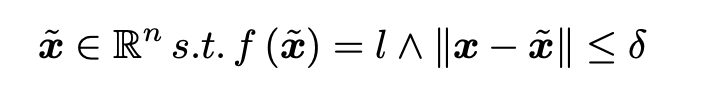 x̃ ∈ ℝⁿ s.t. f (x̃) = l ∧ ‖x − x̃‖ ≤ δ